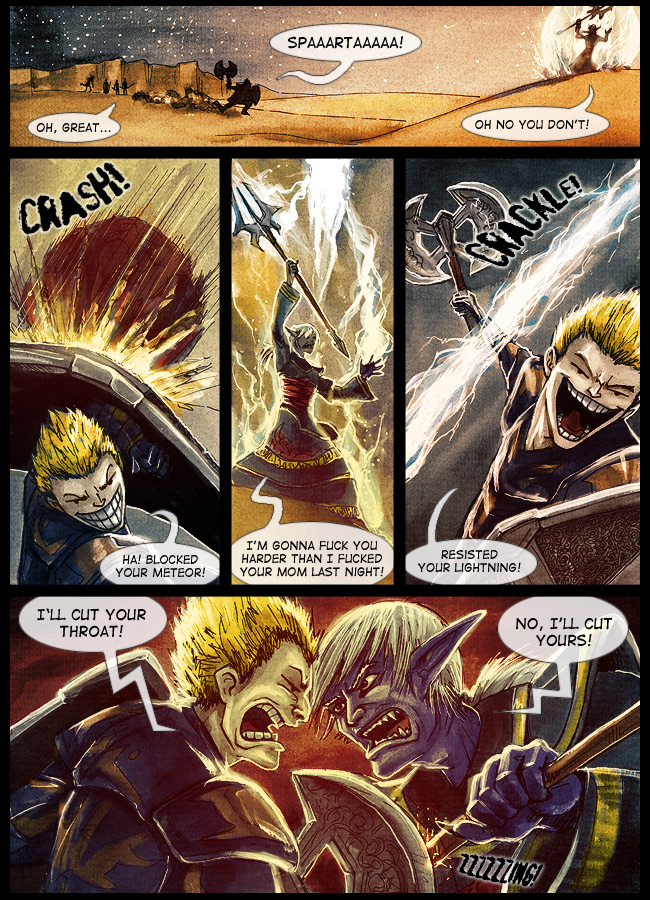 SPAAARTAAAAA!
OH, GREAT...
OH NO YOU DON'T!
CRASH!
HA! BLOCKED
YOUR METEOR!
I'M GONNA FUCK YOU
HARDER THAN I FUCKED
YOUR MOM LAST NIGHT!
CRACKLE!
RESISTED
YOUR LIGHTNING!
I'LL CUT YOUR
THROAT!
NO, I'LL CUT
YOURS!
ZZZZZZING!